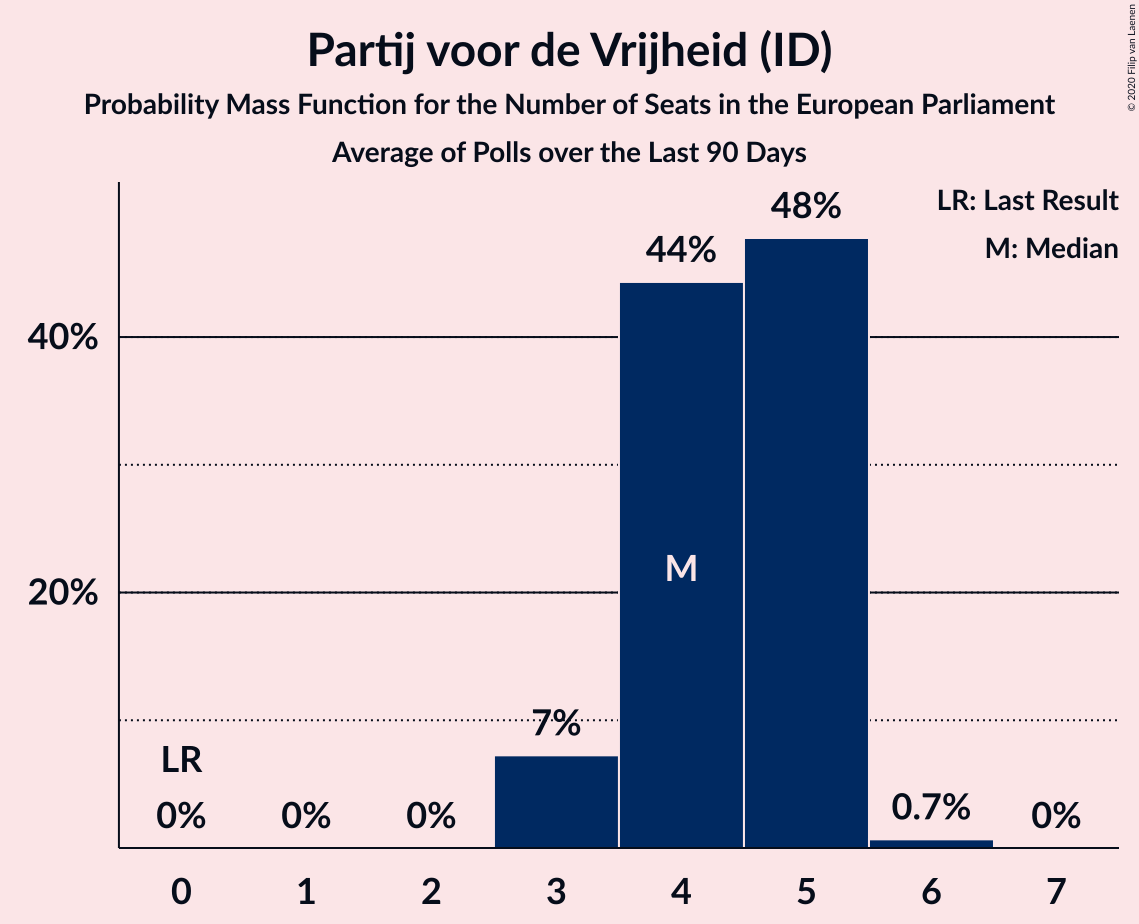 Partij voor de Vrijheid (ID)
Probability Mass Function for the Number of Seats in the European Parliament
Average of Polls over the Last 90 Days
© 2020 Filip van Laenen
LR: Last Result
M: Median
48%
44%
40%
M
20%
7%
LR
0%
0%
0%
0.7%
0%
0 1 2 3 4 5 6 7